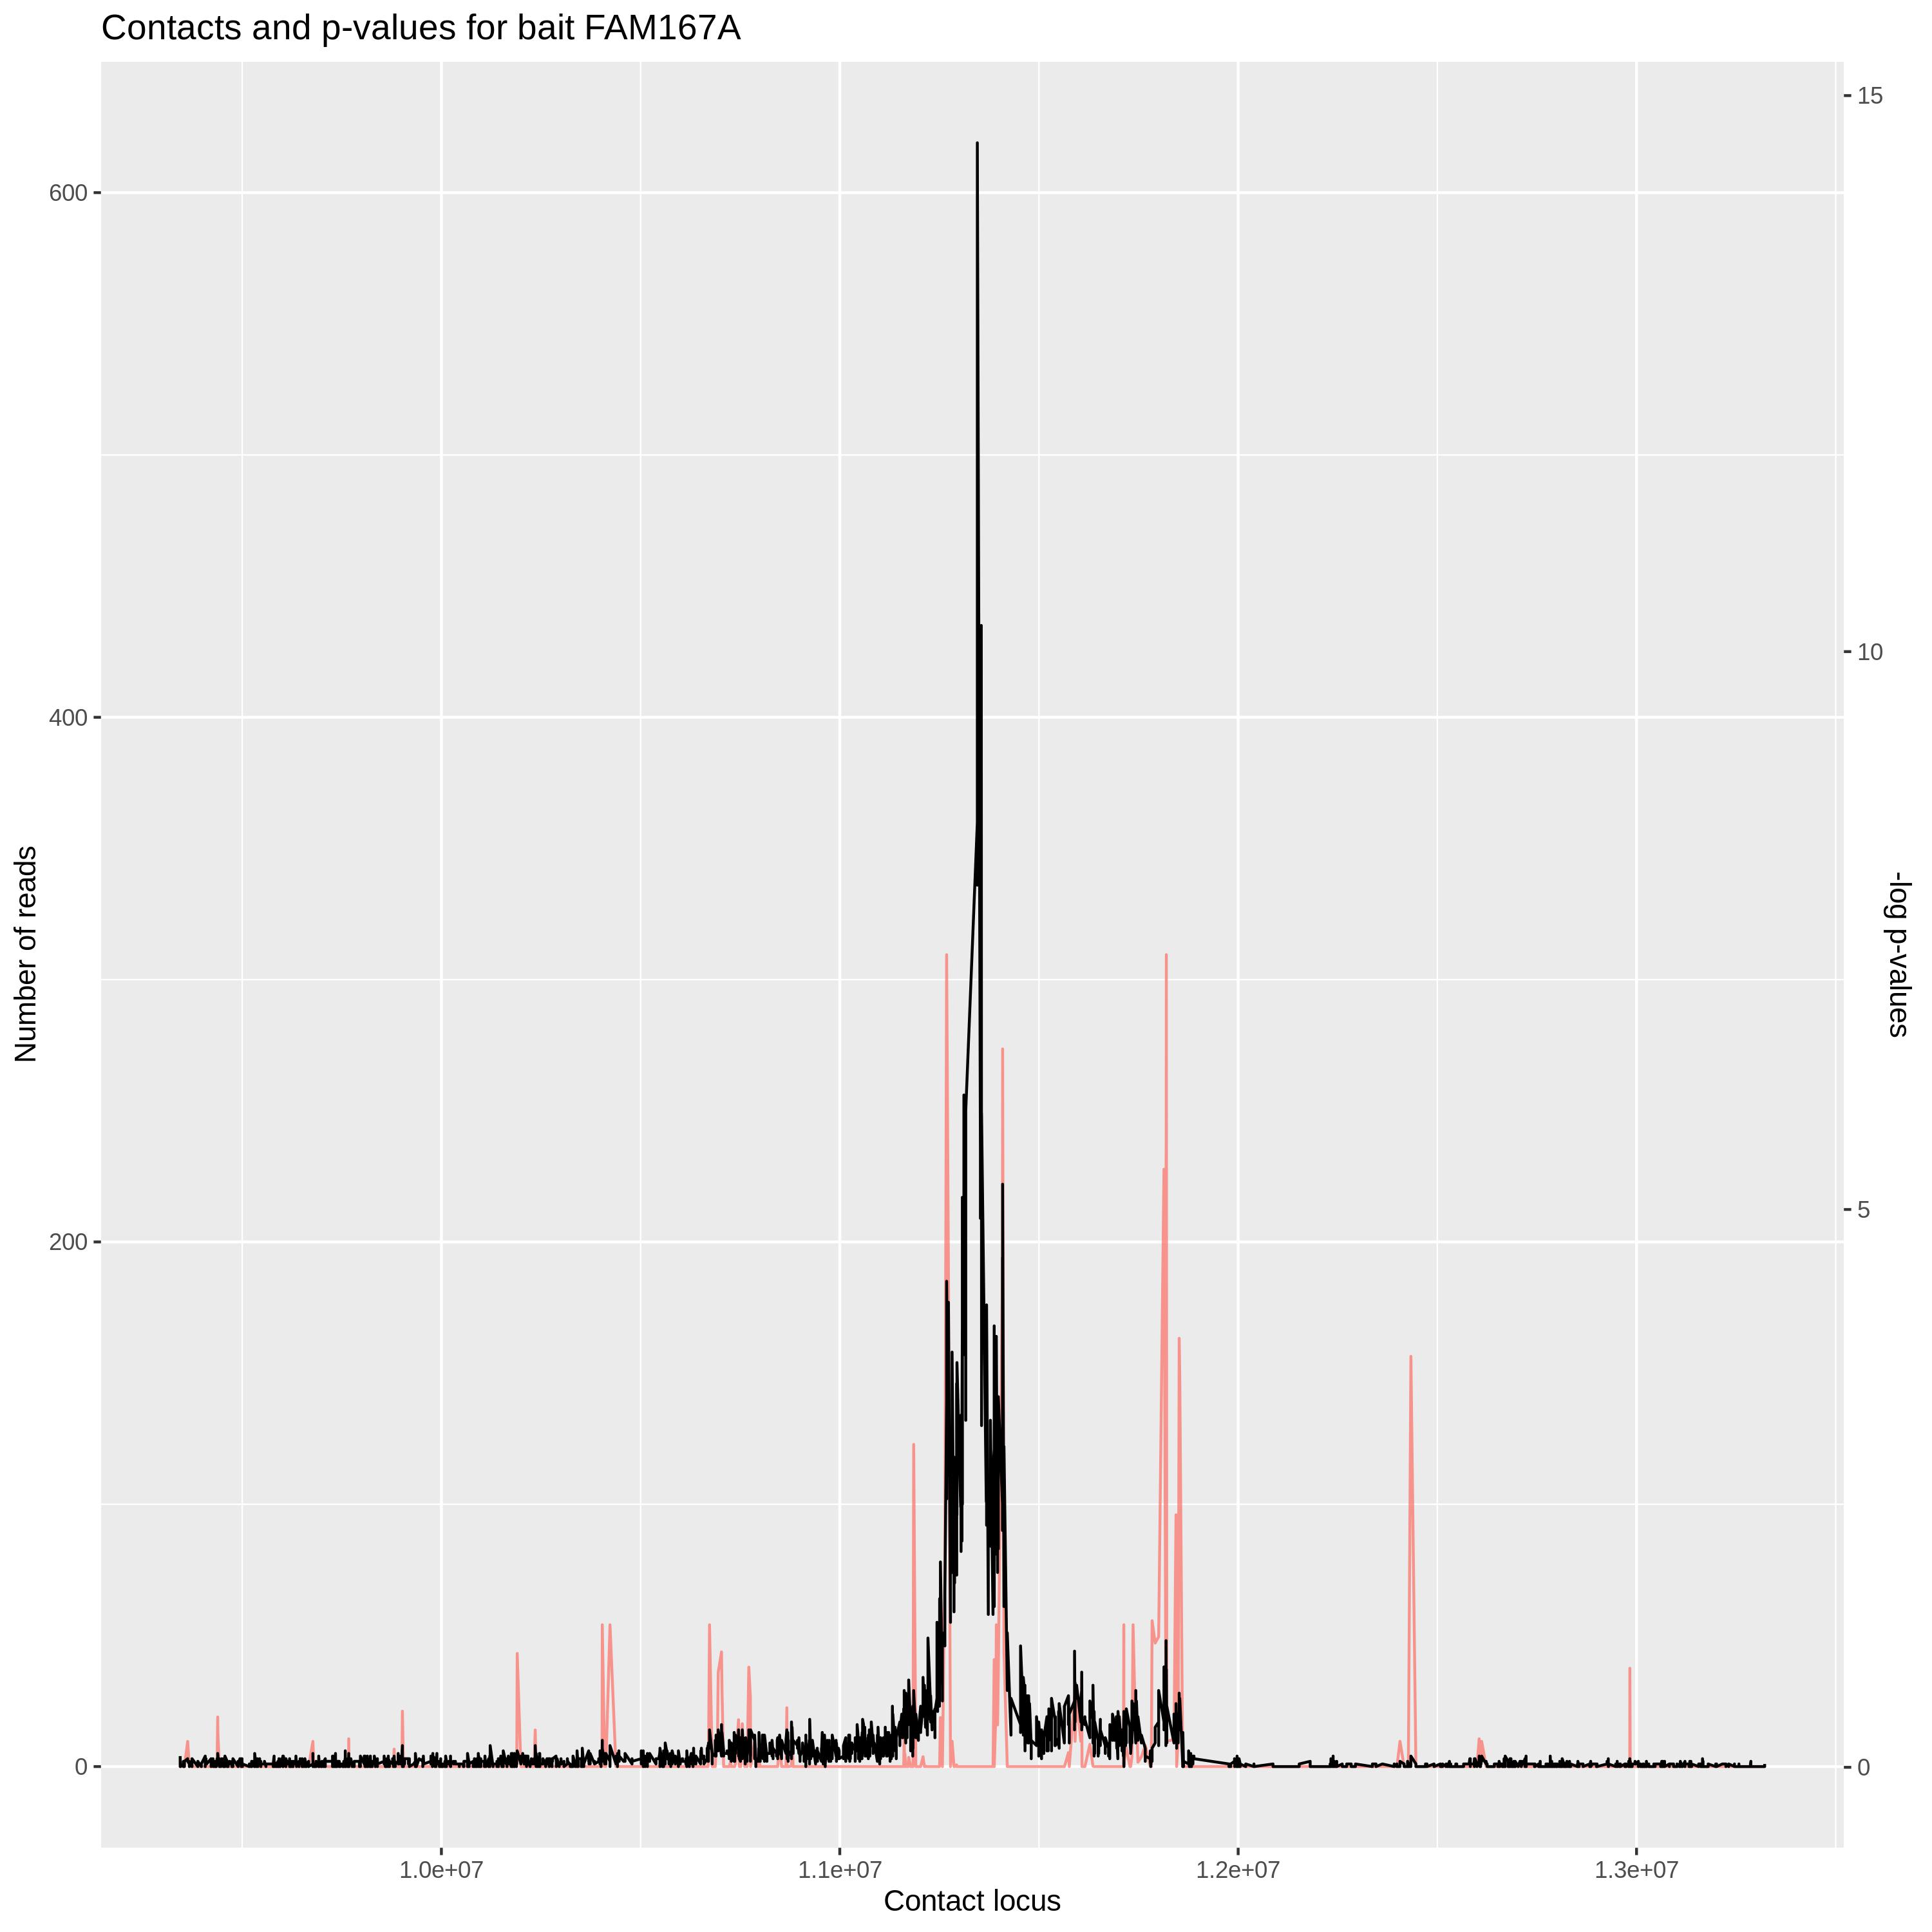 Contacts and p-values for bait FAM167A
15
600
10
400
Number of reads
-log p-values
5
200
0
0
1.0e+07 1.1e+07 1.2e+07 1.3e+07
Contact locus